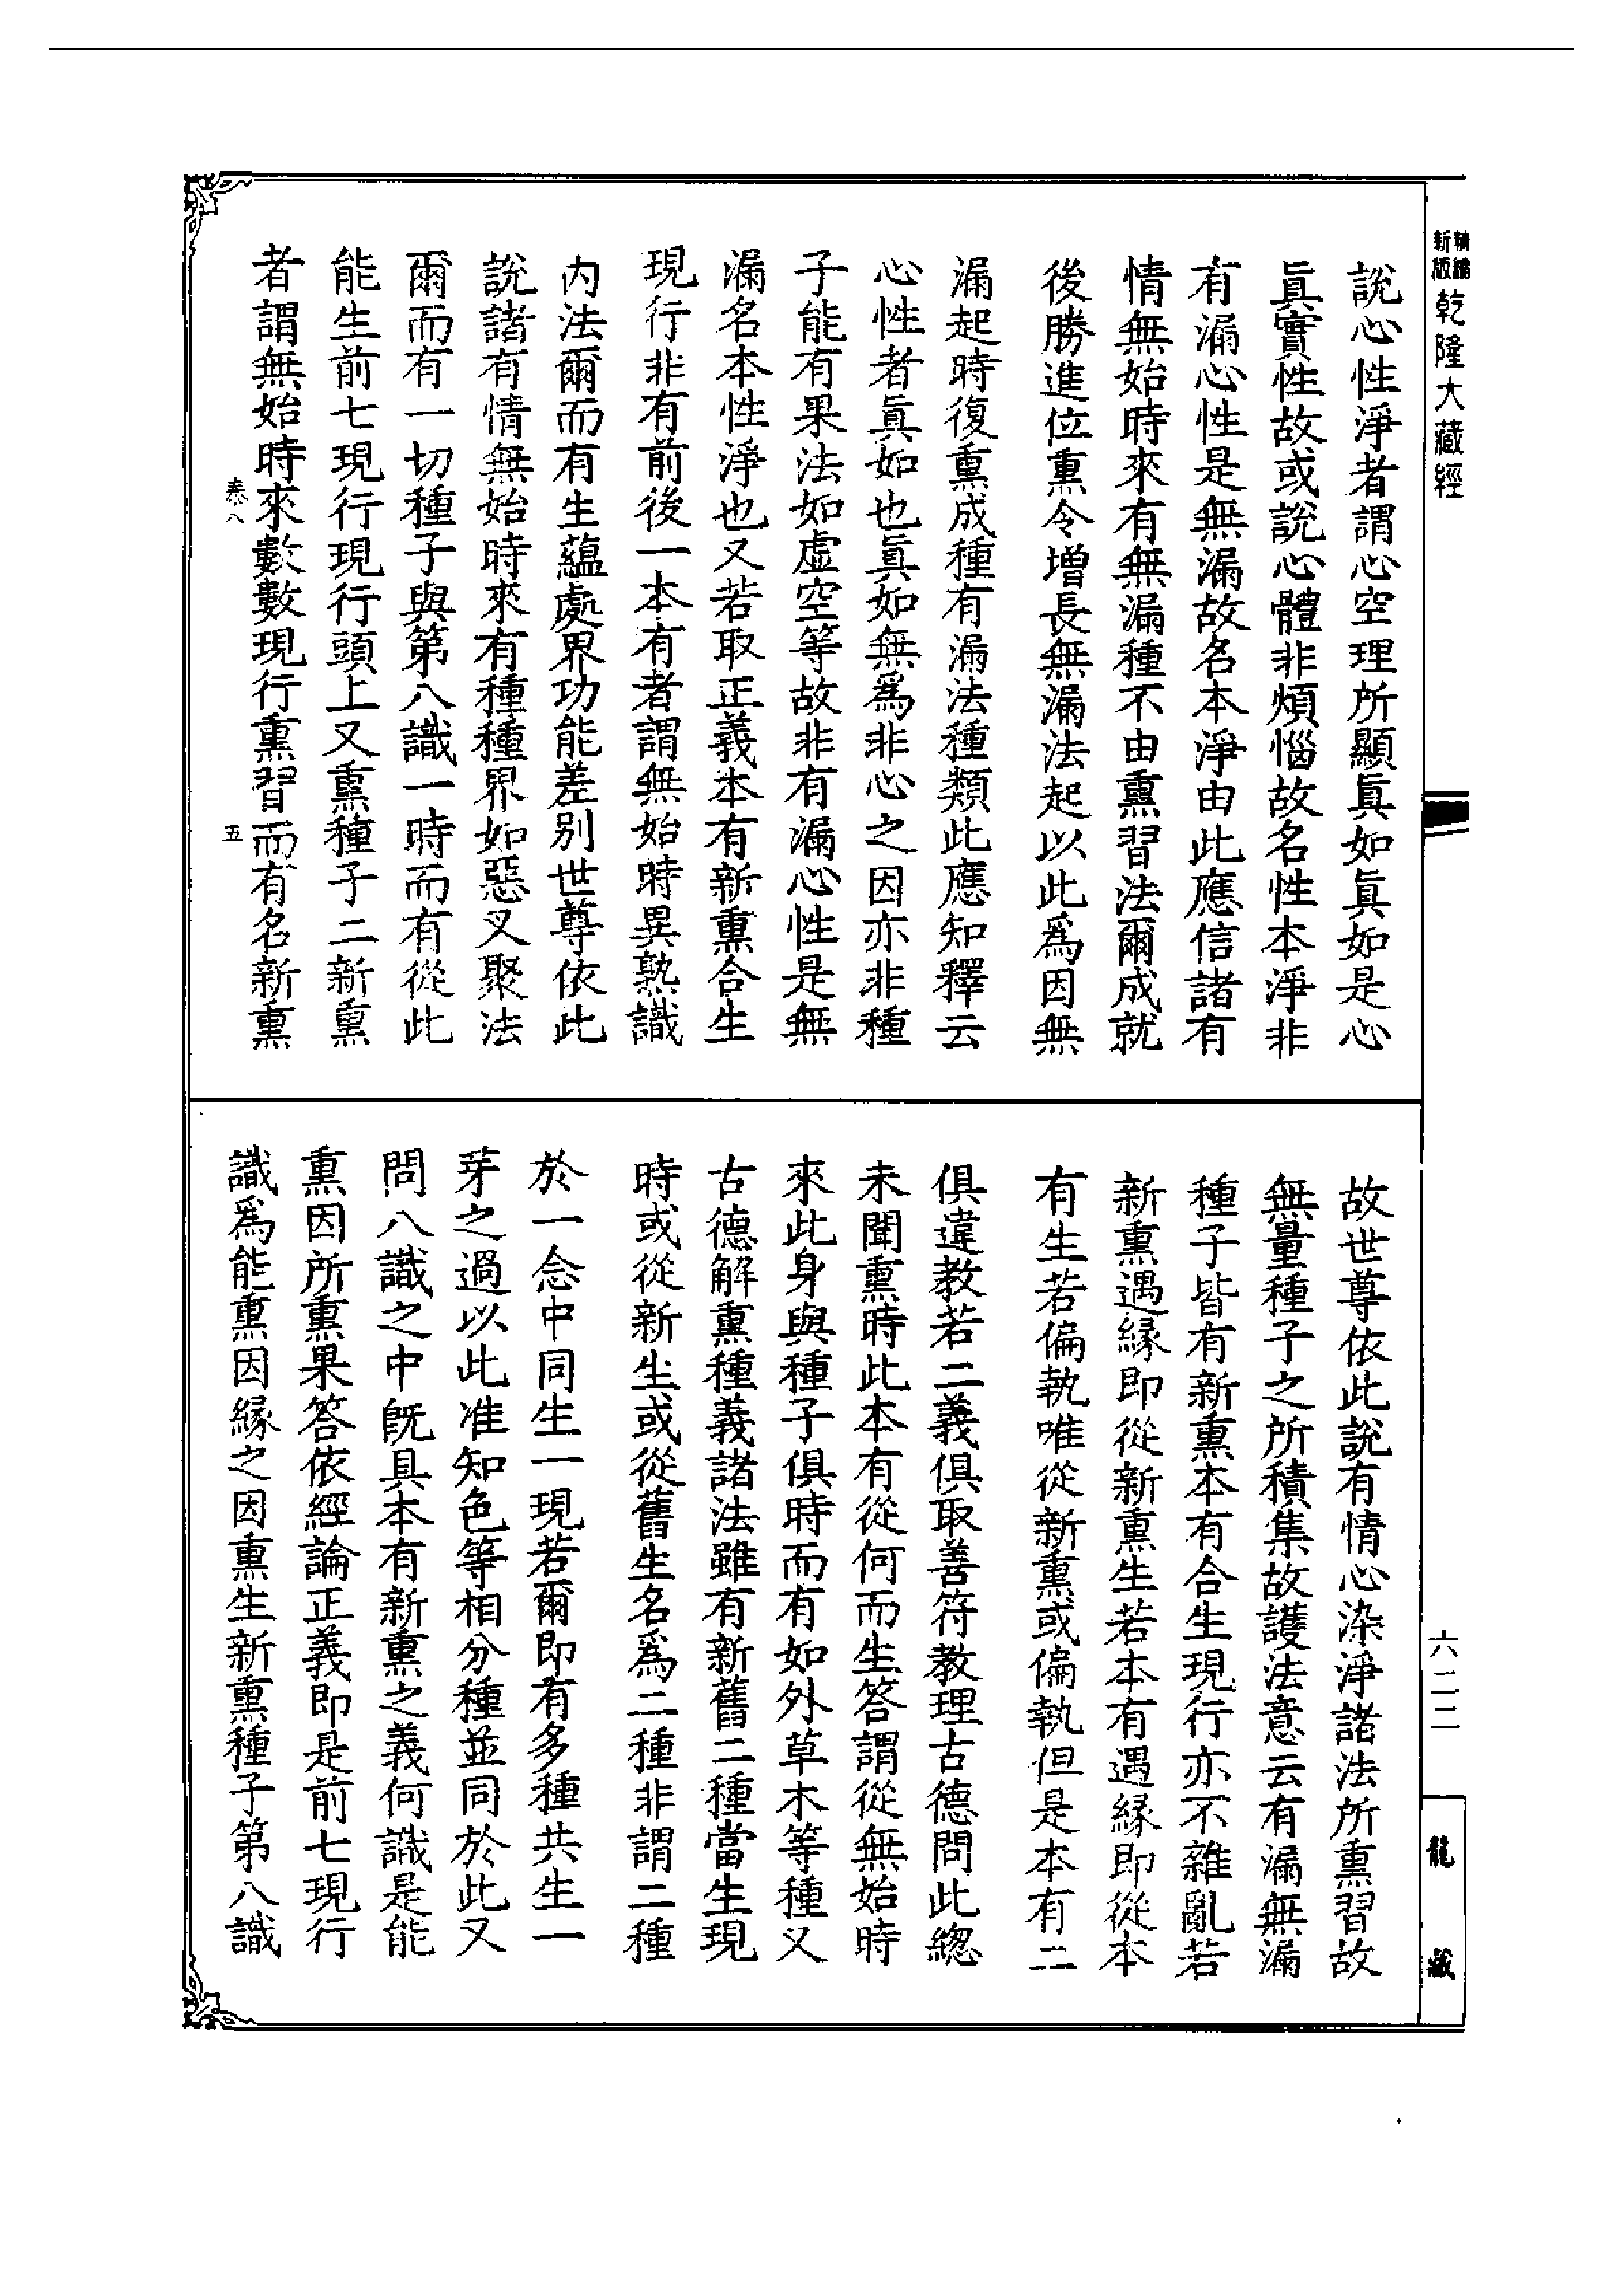 精縮新版 乾隆大藏經
說心性淨者謂心空理所顯眞如眞如是心
眞實性故或說心體非煩惱故名性本淨非
有漏心性是無漏故名本淨由此應信諸有
情無始時來有無漏種不由熏習法爾成就
後勝進位熏令增長無漏法起以此爲因無
漏起時復熏成種有漏法種類此應知釋云
心性者眞如也眞如無爲非心之因亦非種
子能有果法如虛空等故非有漏心性是無
漏名本性淨也又若取正義本有新熏合生
現行非有前後一本有者謂無始時異熟識
內法爾而有生蘊處界功能差別世尊依此
說諸有情無始時來有種種界如惡叉聚法
爾而有一切種子與第八識一時而有從此
能生前七現行現行頭上又熏種子二新熏
者謂無始時來數數現行熏習而有名新熏
故世尊依此說有情心染淨諸法所熏習故
無量種子之所積集故護法意云有漏無漏
種子皆有新熏本有合生現行亦不雜亂若
新熏遇緣即從新熏生若本有遇緣即從本
有生若偏執唯從新熏或偏執但是本有二
俱違教若二義俱取善符教理古德問此總
未聞熏時此本有從何而生答謂從無始時
來此身與種子俱時而有如外草木等種又
古德解熏種義諸法雖有新舊二種當生現
時或從新生或從舊生名爲二種非謂二種
於一念中同生一現若爾即有多種共生一
芽之過以此准知色等相分種並同於此又
問八識之中旣具本有新熏之義何識是能
熏因所熏果答依經論正義即是前七現行
識爲能熏因緣之因熏生新熏種子第八識
六二二
龍藏